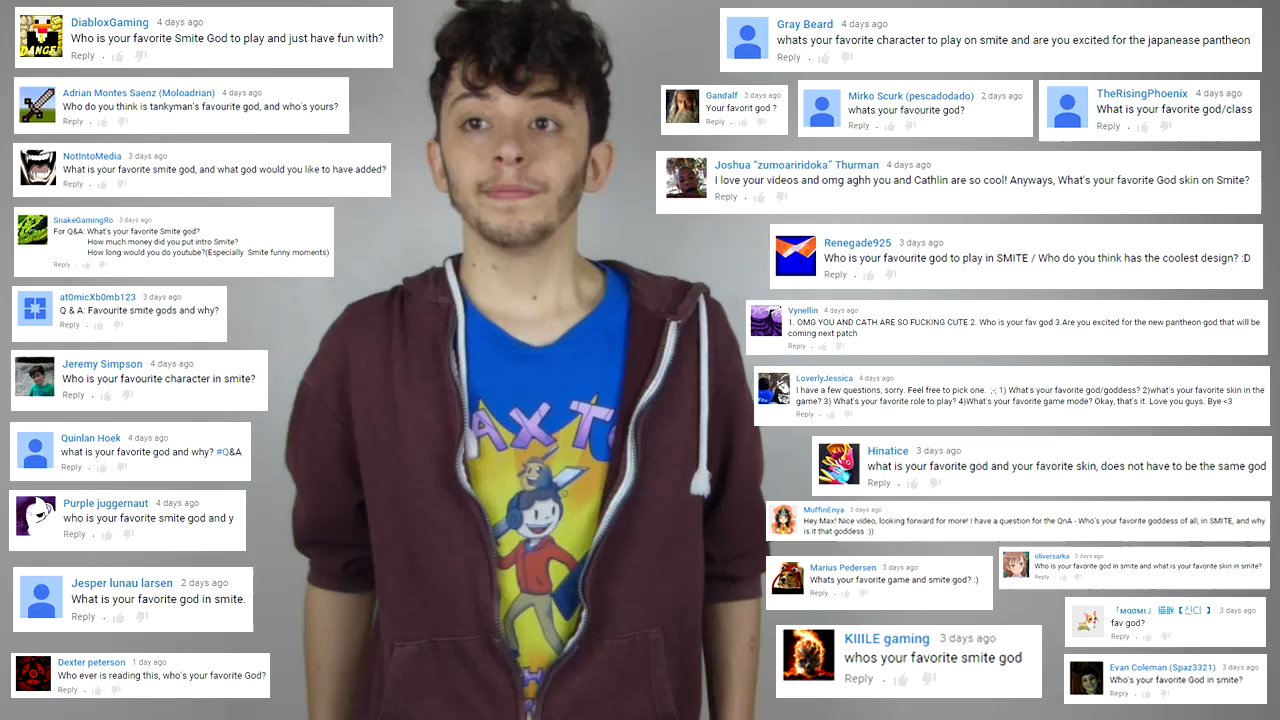 DiabloxGaming 4 days ago
Who is your favorite Smite God to play and just have fun with?
Reply
DANGER
Adrian Montes Saenz (Moloadrian) 4 days ago
Who do you think is tankyman's favourite god, and who's yours?
Reply
NotIntoMedia 3 days ago
What is your favorite smite god, and what god would you like to have added?
Reply
SnakeGamingRo 3 days ago
For Q&A: What's your favorite Smite god?
How much money did you put intro Smite?
How long would you do youtube?(Especially Smite funny moments)
Reply
at0micXb0mb123 3 days ago
Q & A: Favourite smite gods and why?
Reply
Jeremy Simpson 4 days ago
Who is your favourite character in smite?
Reply
Quinlan Hoek 4 days ago
what is your favorite god and why? #Q&A
Reply
Purple juggernaut 4 days ago
who is your favorite smite god and y
Reply
Jesper lunau larsen 2 days ago
What is your favorite god in smite.
Reply
Dexter peterson 1 day ago
Who ever is reading this, who's your favorite God?
Reply
AX T
Gray Beard 4 days ago
whats your favorite character to play on smite and are you excited for the japanease pantheon
Reply
Gandalf 3 days ago
Your favorit god ?
Reply
Mirko Scurk (pescadodado) 2 days ago
whats your favourite god?
Reply
TheRisingPhoenix 4 days ago
What is your favorite god/class
Reply
Joshua "zumoariridoka" Thurman 4 days ago
I love your videos and omg aghh you and Cathlin are so cool! Anyways, What's your favorite God skin on Smite?
Reply
Renegade925 3 days ago
Who is your favourite god to play in SMITE / Who do you think has the coolest design? :D
Reply
Vynellin 4 days ago
1. OMG YOU AND CATH ARE SO FUCKING CUTE 2. Who is your fav god 3.Are you excited for the new pantheon god that will be
coming next patch
Reply
LoverlyJessica 4 days ago
I have a few questions, sorry. Feel free to pick one. ;-; 1) What's your favorite god/goddess? 2)what's your favorite skin in the
game? 3) What's your favorite role to play? 4)What's your favorite game mode? Okay, that's it. Love you guys. Bye <3
Reply
Hinatice 3 days ago
what is your favorite god and your favorite skin, does not have to be the same god
Reply
MuffinEnya 3 days ago
Hey Max! Nice video, looking forward for more! I have a question for the QnA - Who's your favorite goddess of all, in SMITE, and why
is it that goddess :))
Reply
Marius Pedersen 3 days ago
Whats your favorite game and smite god? :)
Reply
oliversarka 3 days ago
Who is your favorite god in smite and what is your favorite skin in smite?
Reply
3 days ago
fav god?
Reply
KIIILE gaming 3 days ago
whos your favorite smite god
Reply
Evan Coleman (Spaz3321) 3 days ago
Who's your favorite God in smite?
Reply